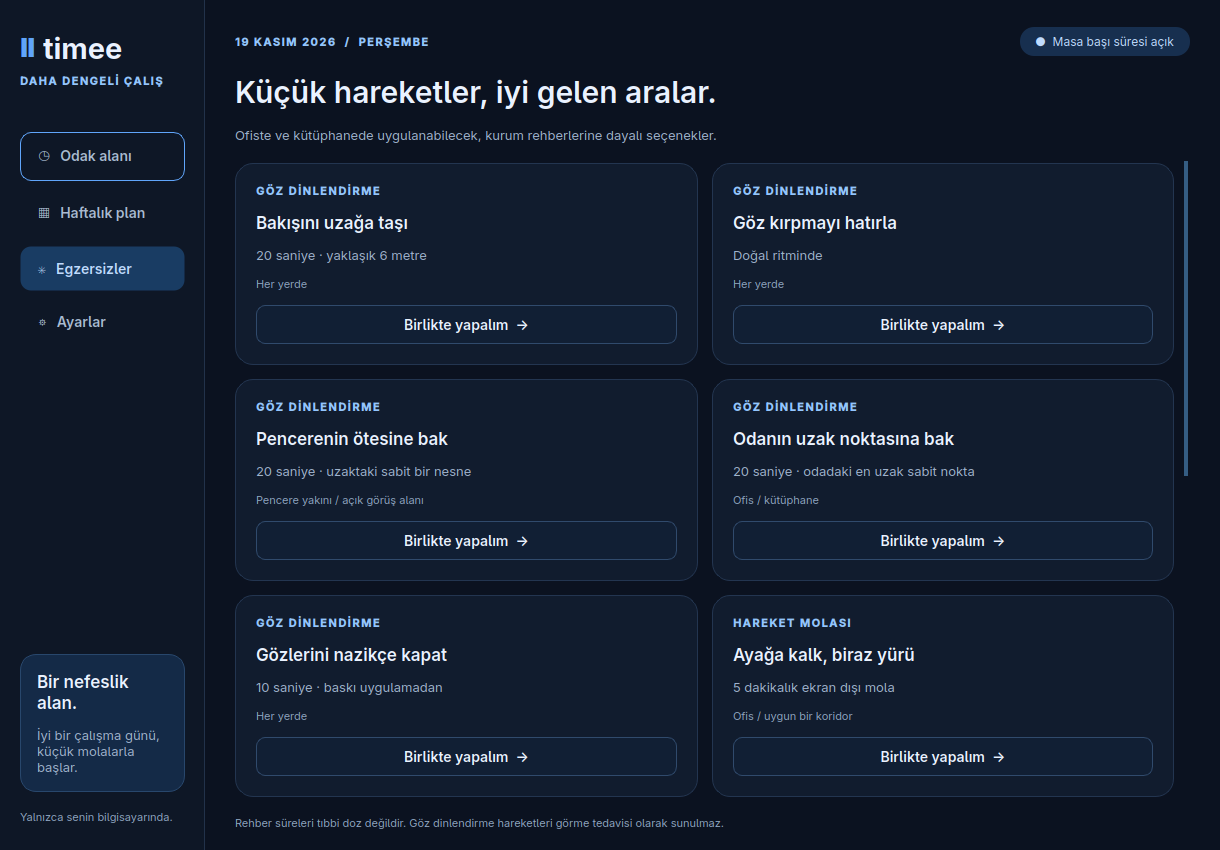 timee
DAHA DENGELİ ÇALIŞ
Odak alanı
Haftalık plan
Egzersizler
Ayarlar
Bir nefeslik
alan.
İyi bir çalışma günü,
küçük molalarla
başlar.
Yalnızca senin bilgisayarında.
19 KASIM 2026 / PERŞEMBE
Masa başı süresi açık
Küçük hareketler, iyi gelen aralar.
Ofiste ve kütüphanede uygulanabilecek, kurum rehberlerine dayalı seçenekler.
GÖZ DİNLENDİRME
Bakışını uzağa taşı
20 saniye · yaklaşık 6 metre
Her yerde
Birlikte yapalım →
GÖZ DİNLENDİRME
Göz kırpmayı hatırla
Doğal ritminde
Her yerde
Birlikte yapalım →
GÖZ DİNLENDİRME
Pencerenin ötesine bak
20 saniye · uzaktaki sabit bir nesne
Pencere yakını / açık görüş alanı
Birlikte yapalım →
GÖZ DİNLENDİRME
Odanın uzak noktasına bak
20 saniye · odadaki en uzak sabit nokta
Ofis / kütüphane
Birlikte yapalım →
GÖZ DİNLENDİRME
Gözlerini nazikçe kapat
10 saniye · baskı uygulamadan
Her yerde
Birlikte yapalım →
HAREKET MOLASI
Ayağa kalk, biraz yürü
5 dakikalık ekran dışı mola
Ofis / uygun bir koridor
Birlikte yapalım →
Rehber süreleri tıbbi doz değildir. Göz dinlendirme hareketleri görme tedavisi olarak sunulmaz.